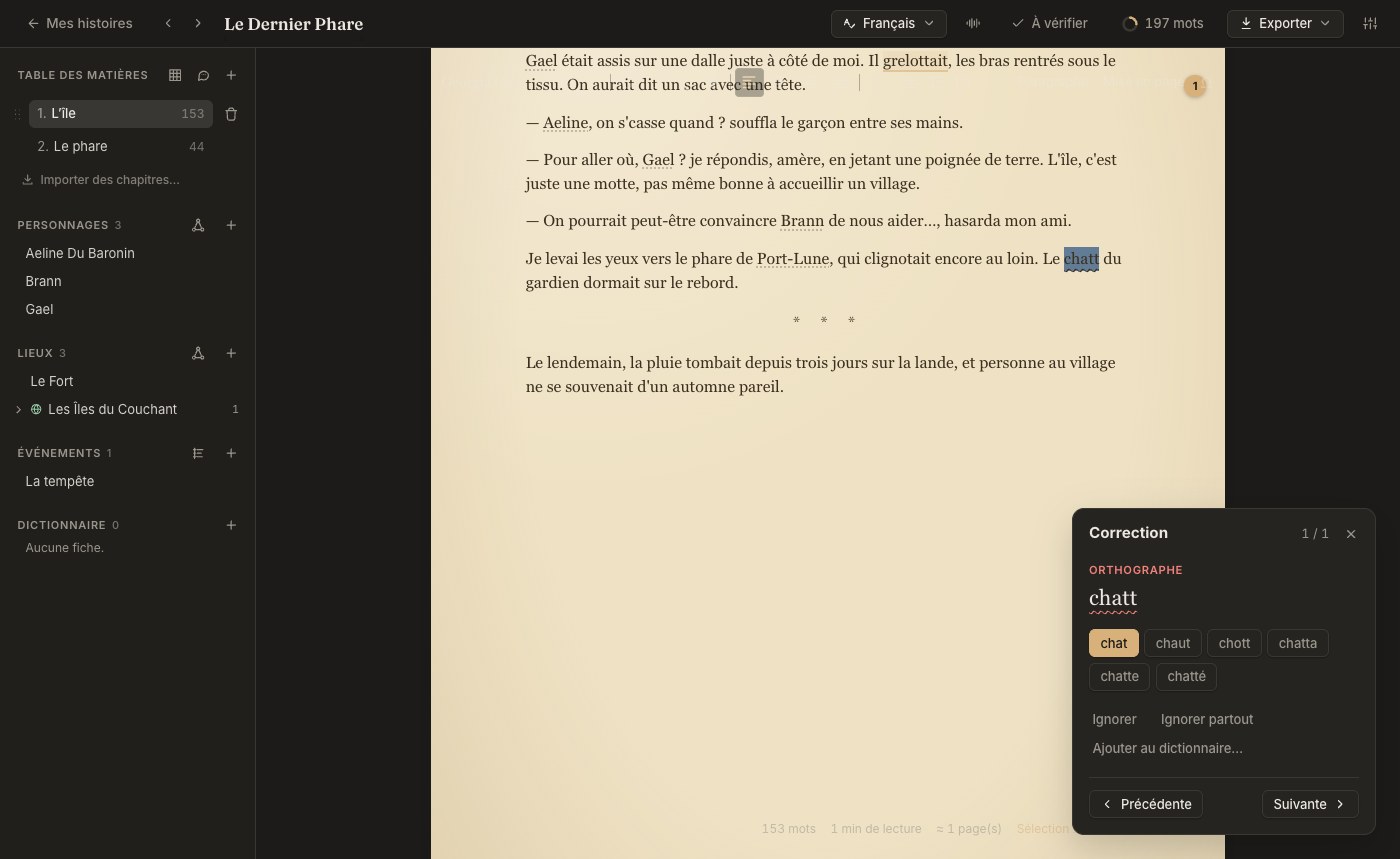 Mes histoires
Le Dernier Phare
Français
À vérifier
197 mots
Exporter
TABLE DES MATIÈRES
1. L'île 153
2. Le phare 44
Importer des chapitres...
PERSONNAGES 3
Aeline Du Baronin
Brann
Gael
LIEUX 3
Le Fort
Les Îles du Couchant 1
ÉVÉNEMENTS 1
La tempête
DICTIONNAIRE 0
Aucune fiche.
Gael était assis sur une dalle juste à côté de moi. Il grelottait, les bras rentrés sous le
tissu. On aurait dit un sac avec une tête.
1
— Aeline, on s'casse quand ? souffla le garçon entre ses mains.
— Pour aller où, Gael ? je répondis, amère, en jetant une poignée de terre. L'île, c'est
juste une motte, pas même bonne à accueillir un village.
— On pourrait peut-être convaincre Brann de nous aider…, hasarda mon ami.
Je levai les yeux vers le phare de Port-Lune, qui clignotait encore au loin. Le chatt du
gardien dormait sur le rebord.
* * *
Le lendemain, la pluie tombait depuis trois jours sur la lande, et personne au village
ne se souvenait d'un automne pareil.
153 mots 1 min de lecture ≈ 1 page(s) Sélection
Correction 1 / 1
ORTHOGRAPHE
chatt
chat chaut chott chatta
chatte chatté
Ignorer Ignorer partout
Ajouter au dictionnaire...
Précédente Suivante